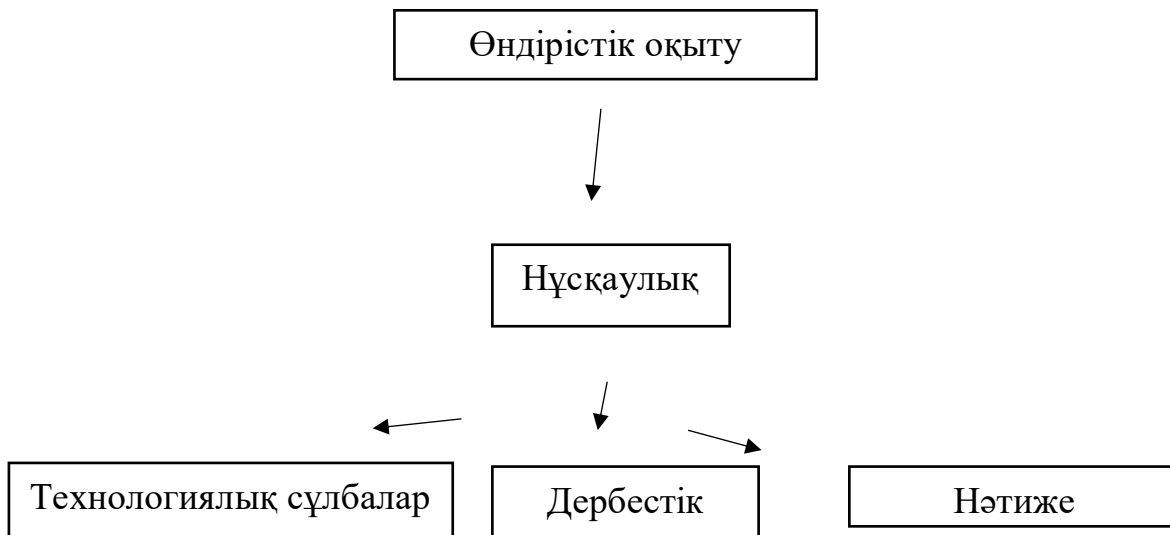 Өндірістік оқыту
Нұсқаулық
Технологиялық сұлбалар
Дербестік
Нәтиже